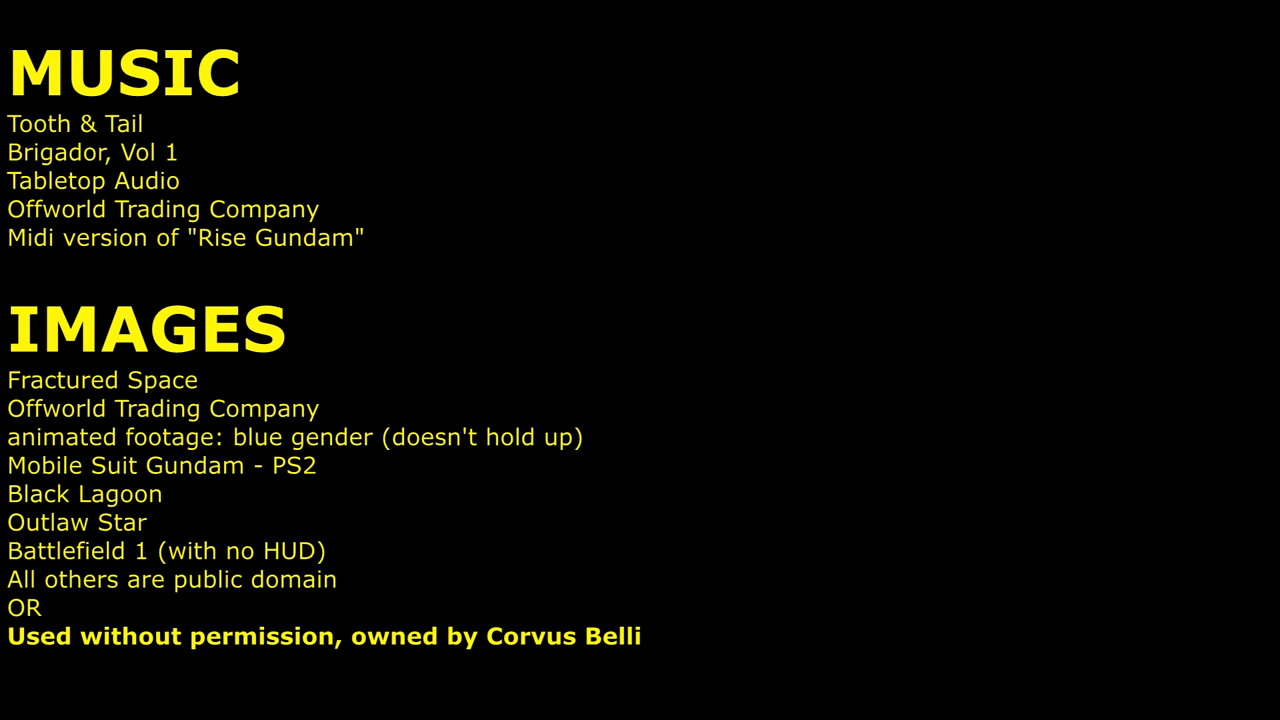 MUSIC
Tooth & Tail
Brigador, Vol 1
Tabletop Audio
Offworld Trading Company
Midi version of "Rise Gundam"
IMAGES
Fractured Space
Offworld Trading Company
animated footage: blue gender (doesn't hold up)
Mobile Suit Gundam - PS2
Black Lagoon
Outlaw Star
Battlefield 1 (with no HUD)
All others are public domain
OR
Used without permission, owned by Corvus Belli